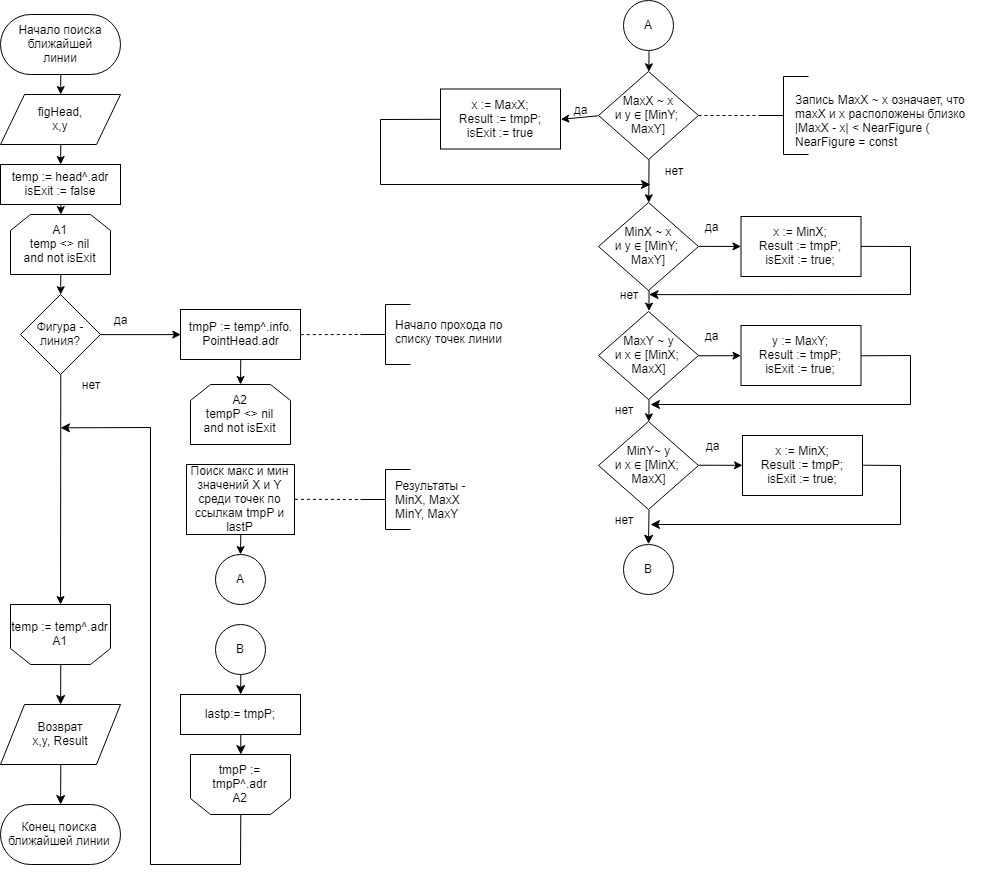 Начало поиска
ближайшей
линии
figHead,
x,y
temp := head^.adr
isExit := false
A1
temp <> nil
and not isExit
Фигура -
линия?
да
нет
tmpP := temp^.info.
PointHead.adr
Начало прохода по
списку точек линии
A2
tempP <> nil
and not isExit
Поиск макс и мин
значений X и Y
среди точек по
ссылкам tmpP и
lastP
Результаты -
MinX, MaxX
MinY, MaxY
A
B
lastp:= tmpP;
tmpP :=
tmpP^.adr
A2
temp := temp^.adr
A1
Возврат
x,y, Result
Конец поиска
ближайшей линии
A
MaxX ~ x
и y ∈ [MinY;
MaxY]
да
x := MaxX;
Result := tmpP;
isExit := true
Запись MaxX ~ x означает, что
maxX и x расположены близко
|MaxX - x| < NearFigure (
NearFigure = const
нет
MinX ~ x
и y ∈ [MinY;
MaxY]
да
x := MinX;
Result := tmpP;
isExit := true;
нет
MaxY ~ y
и x ∈ [MinX;
MaxX]
да
y := MaxY;
Result := tmpP;
isExit := true;
нет
MinY~ y
и x ∈ [MinX;
MaxX]
да
x := MinX;
Result := tmpP;
isExit := true;
нет
B